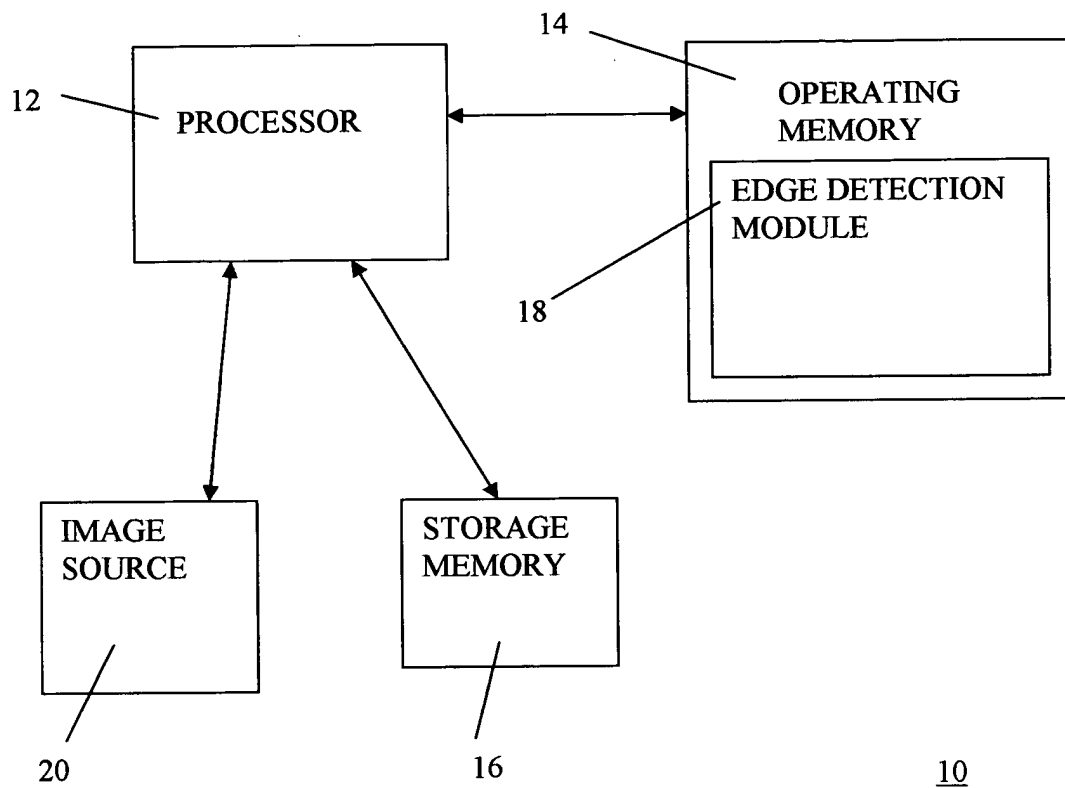 14
12
PROCESSOR
OPERATING
MEMORY
EDGE DETECTION
MODULE
18
IMAGE
SOURCE
STORAGE
MEMORY
20
16
10